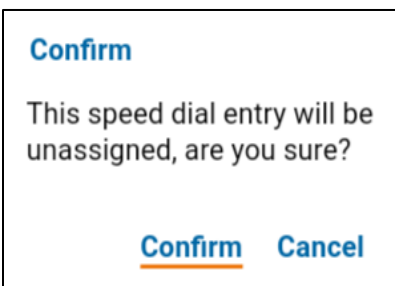 Confirm
This speed dial entry will be
unassigned, are you sure?
Confirm Cancel